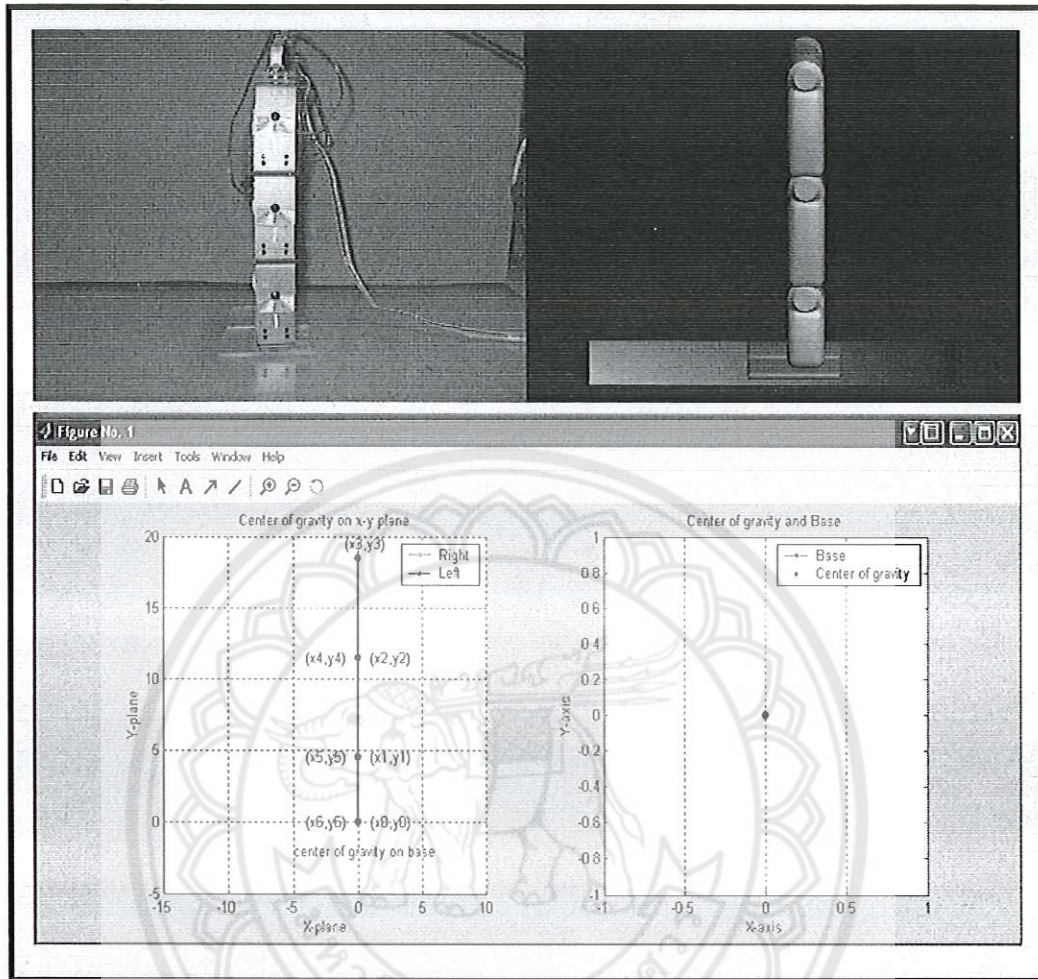 Figure No. 1
File Edit View Insert Tools Window Help
Center of gravity on x-y plane
Y-plane
20
15
10
5
0
-5
-15
-10
-5
0
5
10
X-plane
(x3,y3)
Right
Left
(x4,y4) (x2,y2)
(x5,y5) (x1,y1)
(x6,y6) (x0,y0)
center of gravity on base
Center of gravity and Base
Y-axis
1
0.8
0.6
0.4
0.2
0
-0.2
-0.4
-0.6
-0.8
-1
-1
-0.5
0
0.5
1
X-axis
Base
Center of gravity